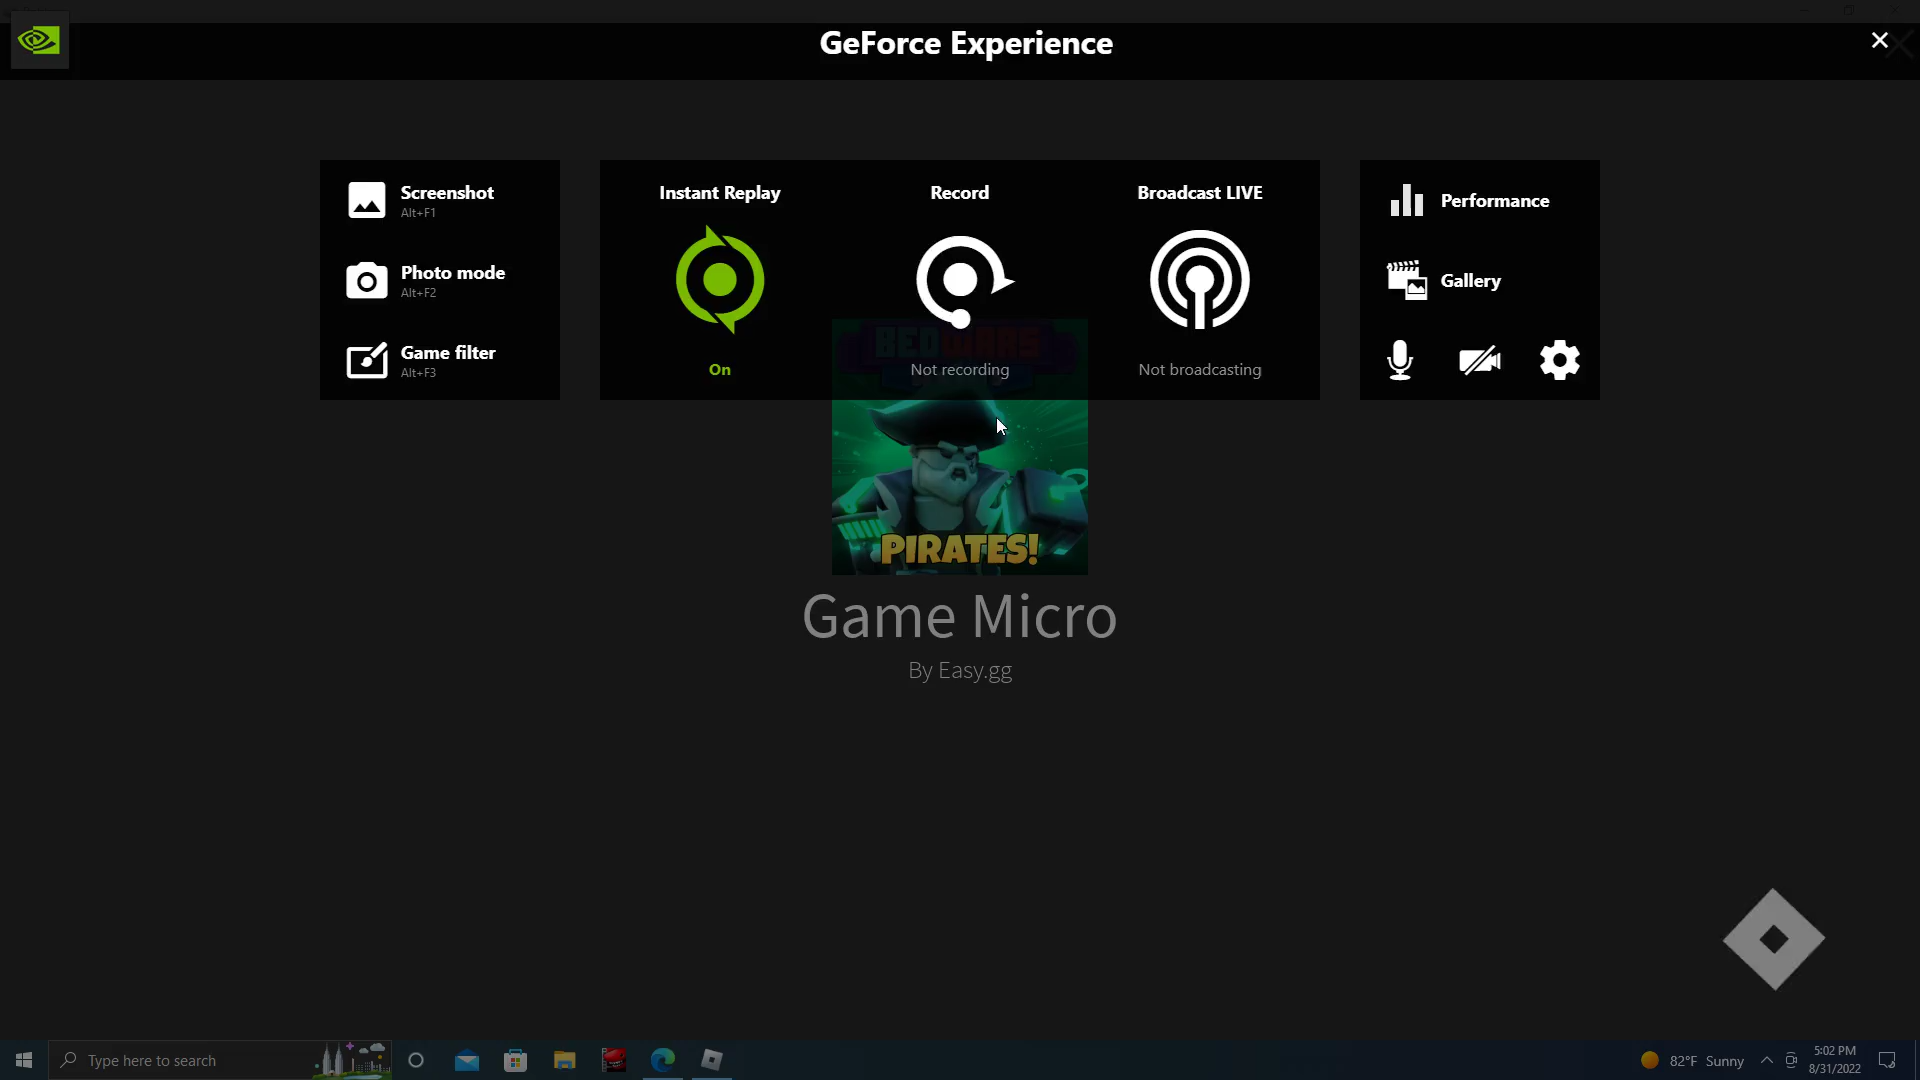 GeForce Experience
Screenshot
Alt+F1
Photo mode
Alt+F2
Game filter
Alt+F3
Instant Replay
On
Record
Not recording
Broadcast LIVE
Not broadcasting
Performance
Gallery
BEDWARS
PIRATES!
Game Micro
By Easy.gg
Type here to search
82°F Sunny
5:02 PM
8/31/2022